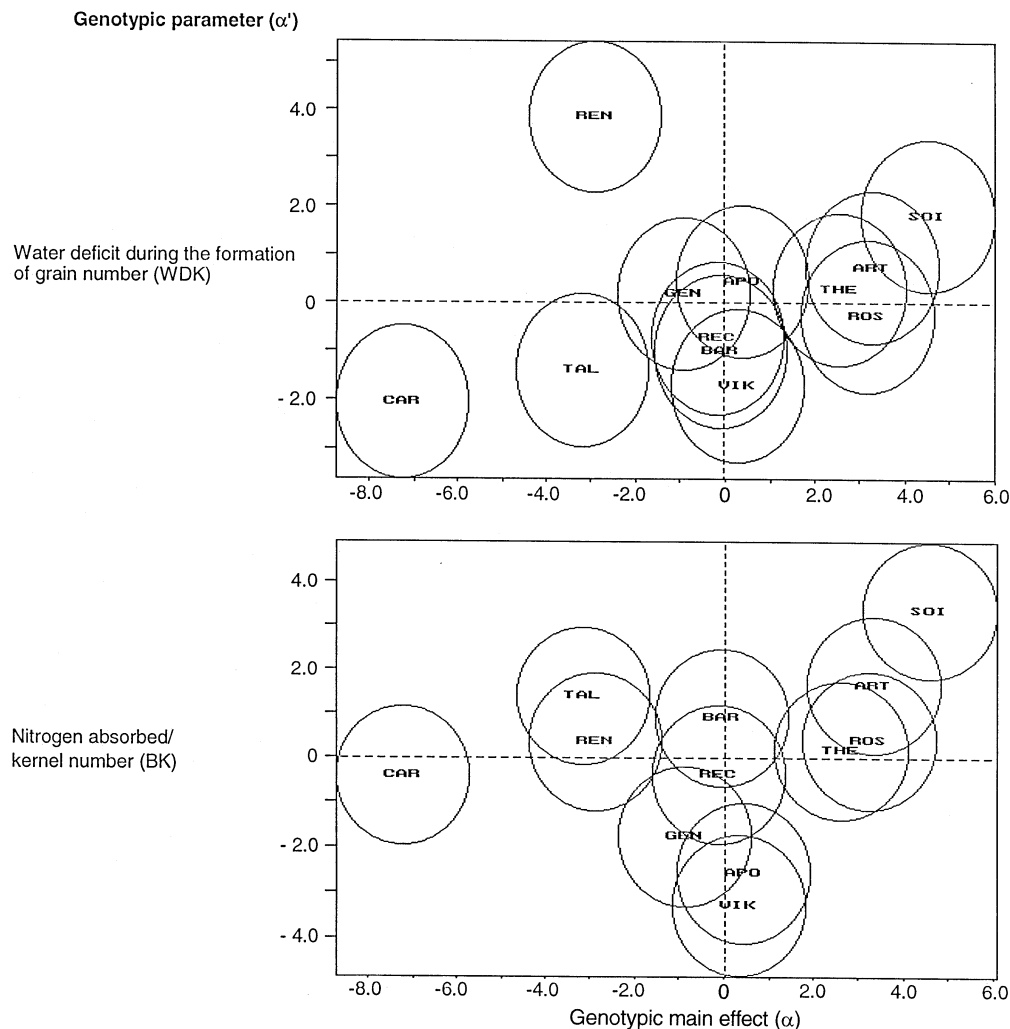 Genotypic parameter (α')
4.0
REN
2.0
SOI
Water deficit during the formation
of grain number (WDK)
ART
APO
THE
GEN
0
ROS
REC
BAR
TAL
VIK
- 2.0
CAR
-8.0 -6.0 -4.0 -2.0 0 2.0 4.0 6.0
4.0
SOI
2.0
TAL
ART
BAR
Nitrogen absorbed/
kernel number (BK)
REN
ROS
THE
0
CAR
REC
GEN
- 2.0
APO
VIK
- 4.0
-8.0 -6.0 -4.0 -2.0 0 2.0 4.0 6.0
Genotypic main effect (α)